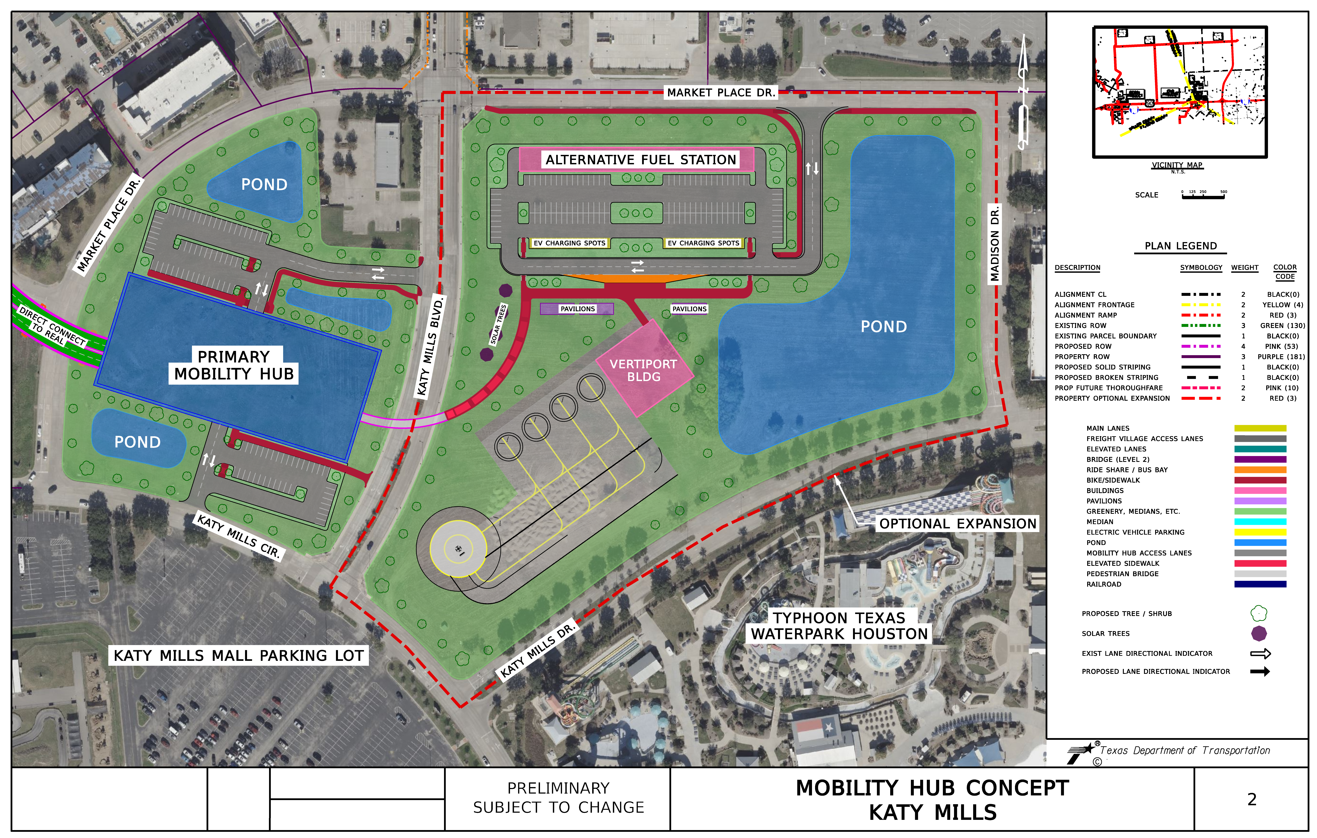 MARKET PLACE DR.
ALTERNATIVE FUEL STATION
POND
MARKET PLACE DR.
MADISON DR.
EV CHARGING SPOTS
EV CHARGING SPOTS
DIRECT CONNECT
TO REAL
PRIMARY
MOBILITY HUB
KATY MILLS BLVD.
SOLAR TREES
PAVILIONS
PAVILIONS
VERTIPORT
BLDG
POND
POND
KATY MILLS CIR.
OPTIONAL EXPANSION
TYPHOON TEXAS
WATERPARK HOUSTON
KATY MILLS DR.
KATY MILLS MALL PARKING LOT
VICINITY MAP
N.T.S.
SCALE
0 125 250 500
PLAN LEGEND
DESCRIPTION SYMBOLOGY WEIGHT COLOR
CODE
ALIGNMENT CL 2 BLACK(0)
ALIGNMENT FRONTAGE 2 YELLOW (4)
ALIGNMENT RAMP 2 RED (3)
EXISTING ROW 3 GREEN (130)
EXISTING PARCEL BOUNDARY 1 BLACK(0)
PROPOSED ROW 4 PINK (53)
PROPERTY ROW 3 PURPLE (181)
PROPOSED SOLID STRIPING 1 BLACK(0)
PROPOSED BROKEN STRIPING 1 BLACK(0)
PROP FUTURE THOROUGHFARE 2 PINK (10)
PROPERTY OPTIONAL EXPANSION 2 RED (3)
MAIN LANES
FREIGHT VILLAGE ACCESS LANES
ELEVATED LANES
BRIDGE (LEVEL 2)
RIDE SHARE / BUS BAY
BIKE/SIDEWALK
BUILDINGS
PAVILIONS
GREENERY, MEDIANS, ETC.
MEDIAN
ELECTRIC VEHICLE PARKING
POND
MOBILITY HUB ACCESS LANES
ELEVATED SIDEWALK
PEDESTRIAN BRIDGE
RAILROAD
PROPOSED TREE / SHRUB
SOLAR TREES
EXIST LANE DIRECTIONAL INDICATOR
PROPOSED LANE DIRECTIONAL INDICATOR
® Texas Department of Transportation
©
PRELIMINARY
SUBJECT TO CHANGE
MOBILITY HUB CONCEPT
KATY MILLS
2